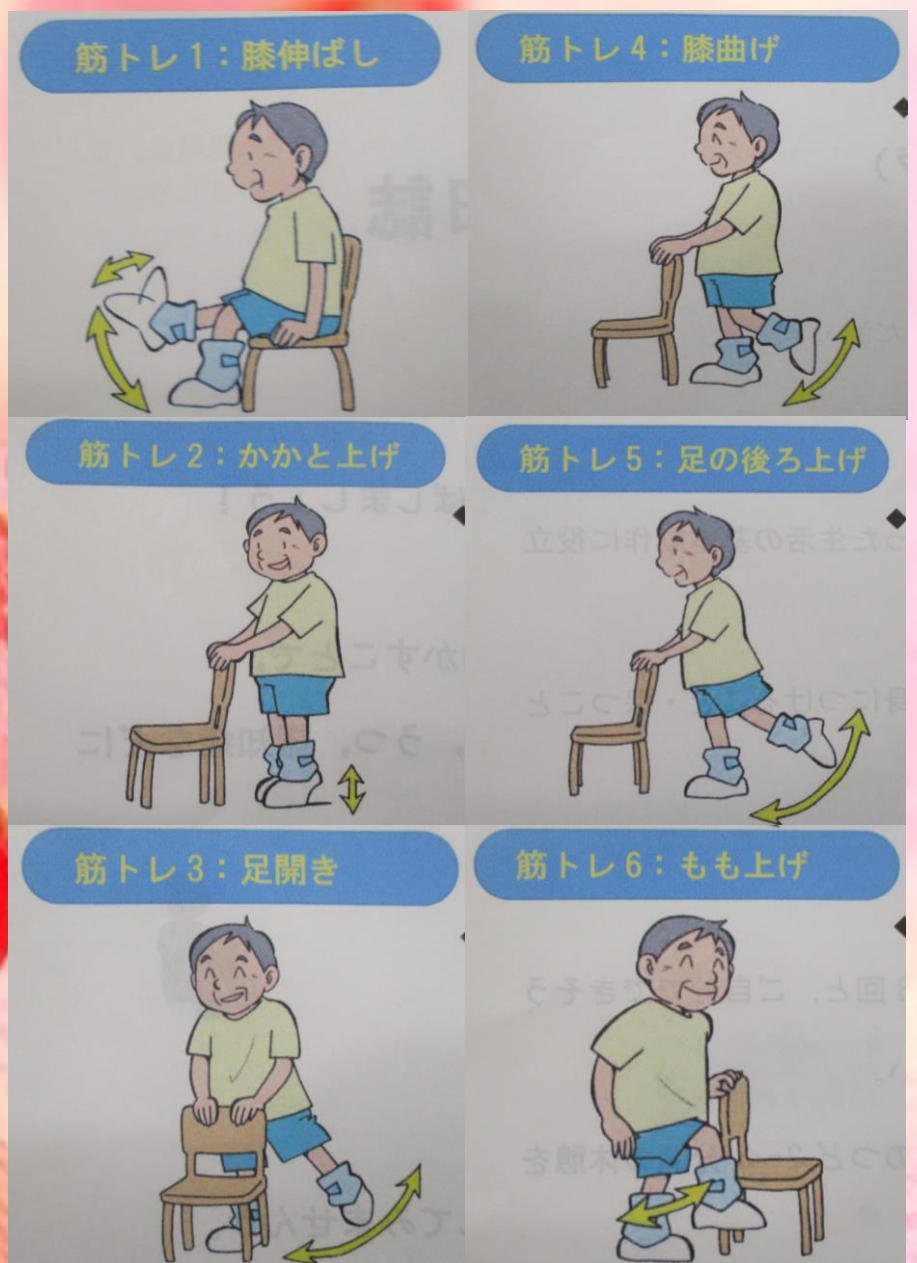 筋トレ1：膝伸ばし
筋トレ2：かかと上げ
筋トレ3：足開き
筋トレ4：膝曲げ
筋トレ5：足の後ろ上げ
筋トレ6：もも上げ